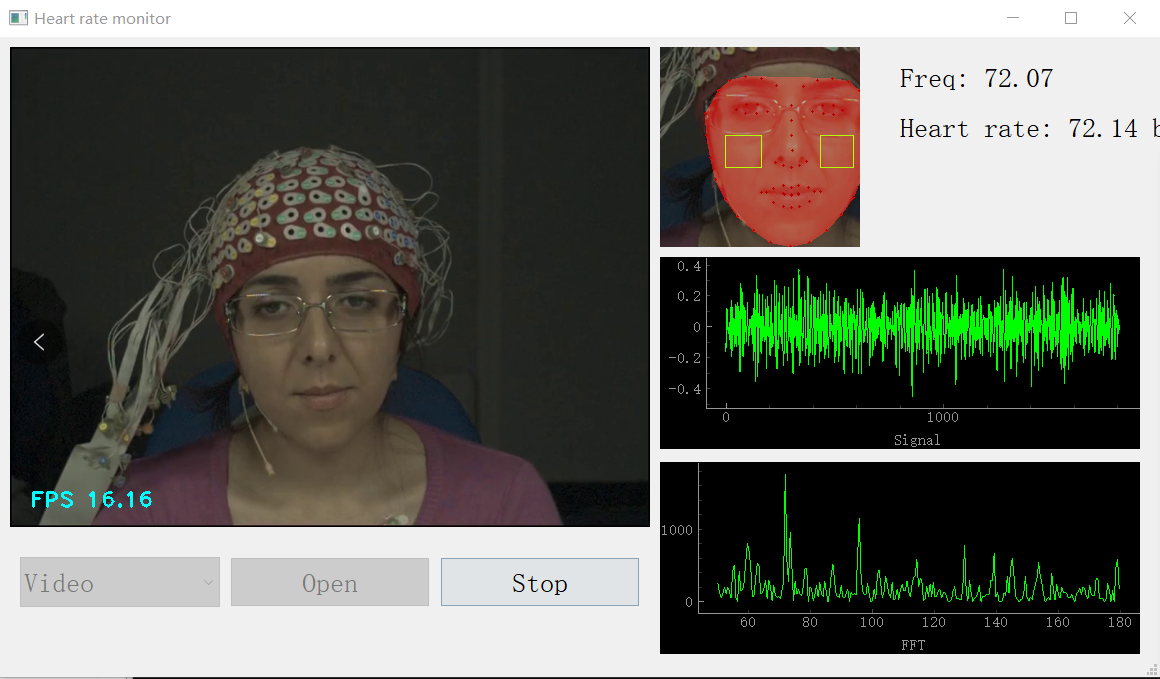 Heart rate monitor
Freq: 72.07
Heart rate: 72.14 b
FPS 16.16
0.4
0.2
0
-0.2
-0.4
0 1000
Signal
1000
0
60 80 100 120 140 160 180
FFT
Video
Open
Stop